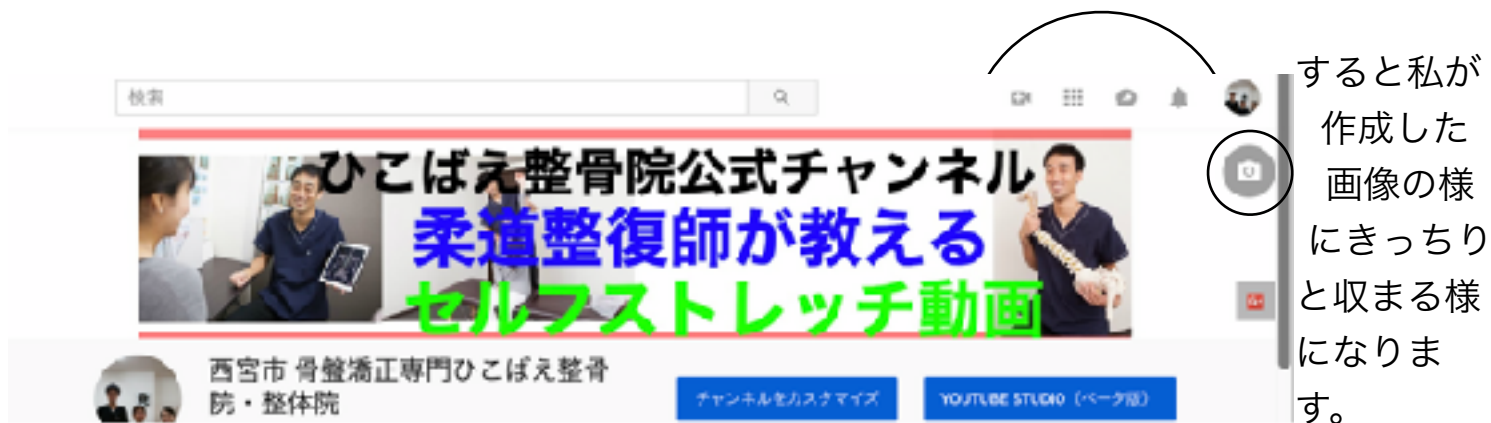 検索
ひこばえ整骨院公式チャンネル
柔道整復師が教える
セルフストレッチ動画
西宮市 骨盤矯正専門ひこばえ整骨
院・整体院
チャンネルをカスタマイズ
YOUTUBE STUDIO（ベータ版）
すると私が
作成した
画像の様
にきっちり
と収まる様
になりま
す。